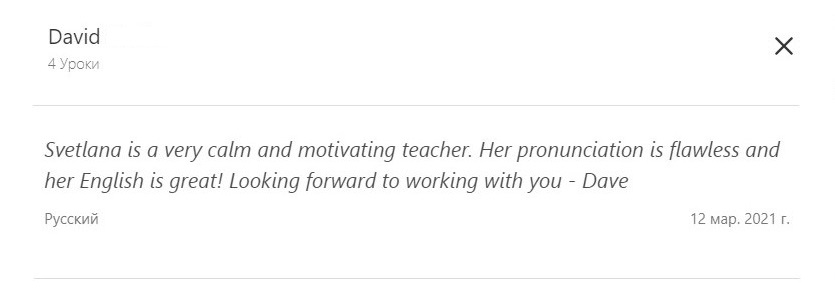 David
4 Уроки
Svetlana is a very calm and motivating teacher. Her pronunciation is flawless and
her English is great! Looking forward to working with you - Dave
Русский
12 мар. 2021 г.